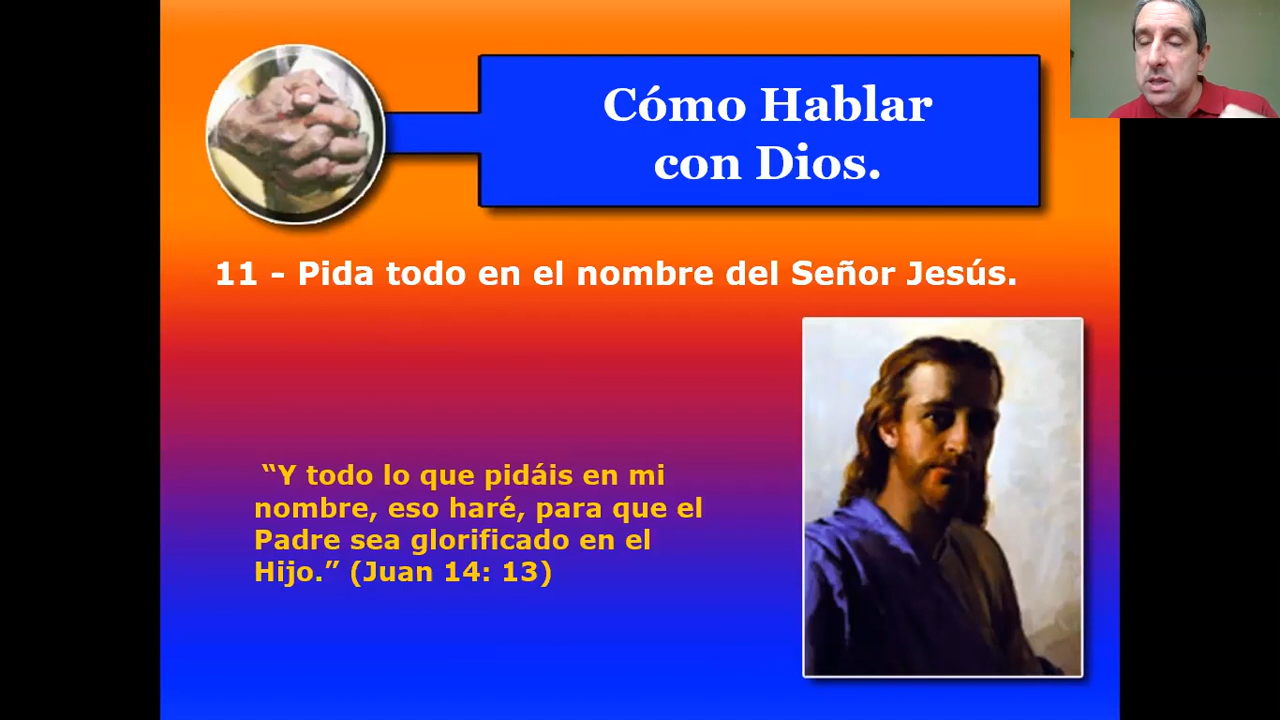 Cómo Hablar
con Dios.
11 - Pida todo en el nombre del Señor Jesús.
“Y todo lo que pidáis en mi
nombre, eso haré, para que el
Padre sea glorificado en el
Hijo.” (Juan 14: 13)